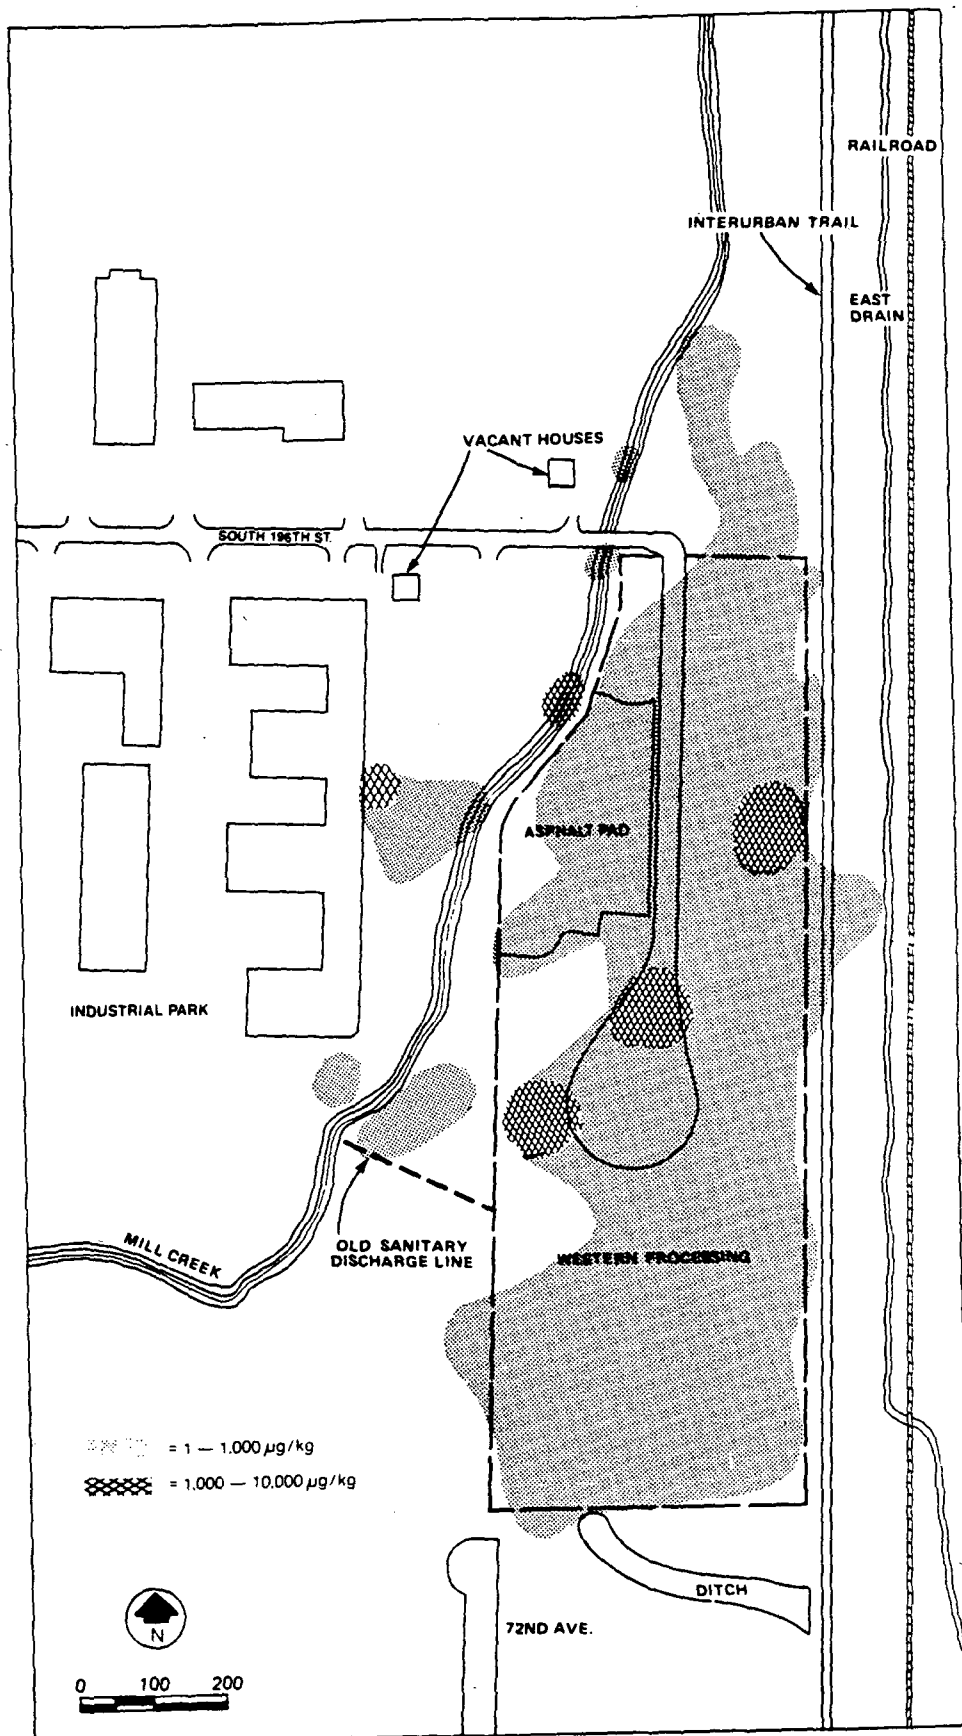 RAILROAD
INTERURBAN TRAIL
EAST
DRAIN
VACANT HOUSES
SOUTH 196TH ST.
ASPHALT PAD
INDUSTRIAL PARK
OLD SANITARY
DISCHARGE LINE
MILL CREEK
WESTERN PROCESSING
= 1 — 1,000 µg/kg
= 1,000 — 10,000 µg/kg
DITCH
72ND AVE.
N
0 100 200